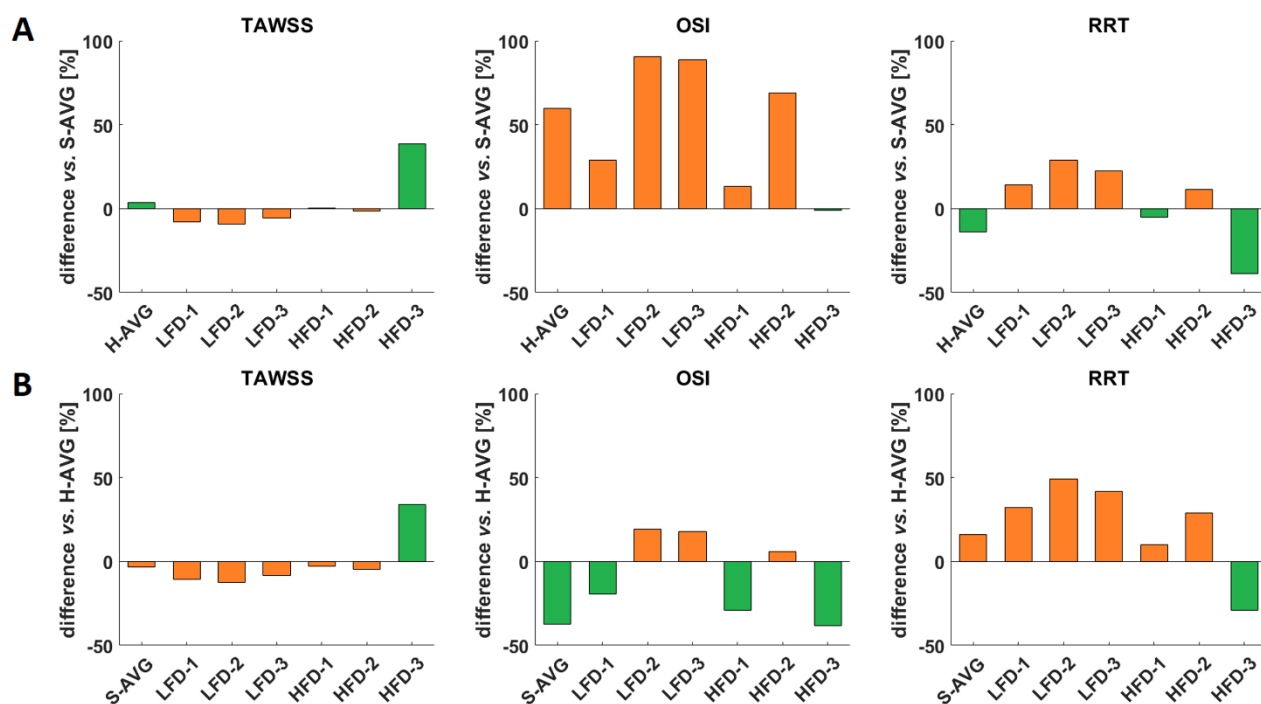 A
TAWSS
OSI
RRT
difference vs. S-AVG [%]
100
50
0
-50
H-AVG
LFD-1
LFD-2
LFD-3
HFD-1
HFD-2
HFD-3
difference vs. S-AVG [%]
100
50
0
-50
H-AVG
LFD-1
LFD-2
LFD-3
HFD-1
HFD-2
HFD-3
difference vs. S-AVG [%]
100
50
0
-50
H-AVG
LFD-1
LFD-2
LFD-3
HFD-1
HFD-2
HFD-3
B
TAWSS
OSI
RRT
difference vs. H-AVG [%]
100
50
0
-50
S-AVG
LFD-1
LFD-2
LFD-3
HFD-1
HFD-2
HFD-3
difference vs. H-AVG [%]
100
50
0
-50
S-AVG
LFD-1
LFD-2
LFD-3
HFD-1
HFD-2
HFD-3
difference vs. H-AVG [%]
100
50
0
-50
S-AVG
LFD-1
LFD-2
LFD-3
HFD-1
HFD-2
HFD-3